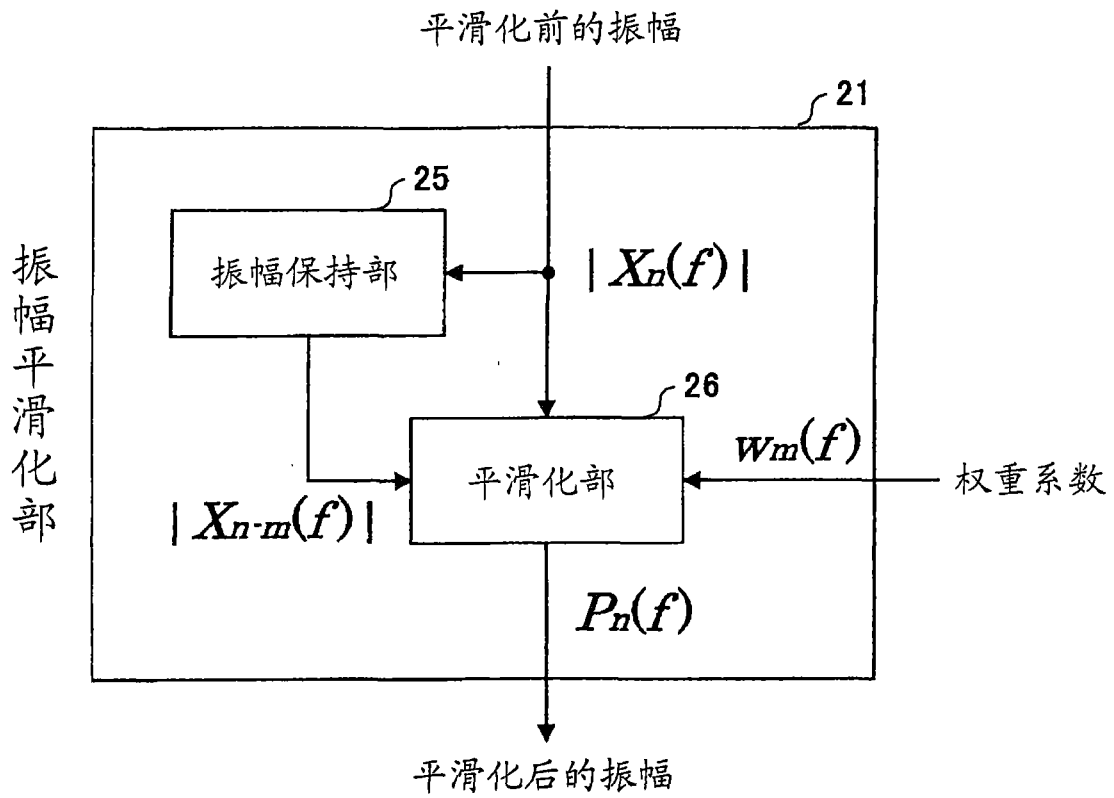 平滑化前的振幅
21
25
振幅保持部
|Xn(f)|
振幅平滑化部
26
平滑化部
wm(f)
权重系数
|Xn-m(f)|
Pn(f)
平滑化后的振幅